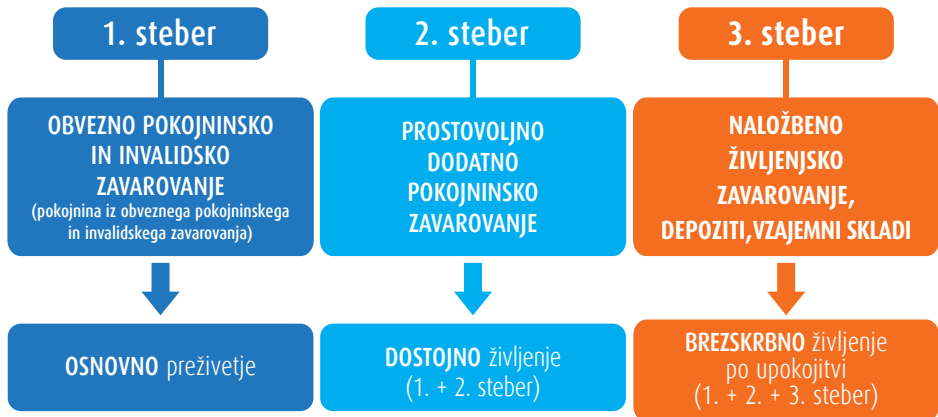 1. steber
OBVEZNO POKOJNINSKO
IN INVALIDSKO
ZAVAROVANJE
(pokojnina iz obveznega pokojninskega
in invalidskega zavarovanja)
OSNOVNO preživetje
2. steber
PROSTOVOLJNO
DODATNO
POKOJNINSKO
ZAVAROVANJE
DOSTOJNO življenje
(1. + 2. steber)
3. steber
NALOŽBENO
ŽIVLJENJSKO
ZAVAROVANJE,
DEPOZITI,VZAJEMNI SKLADI
BREZSKRBNO življenje
po upokojitvi
(1. + 2. + 3. steber)